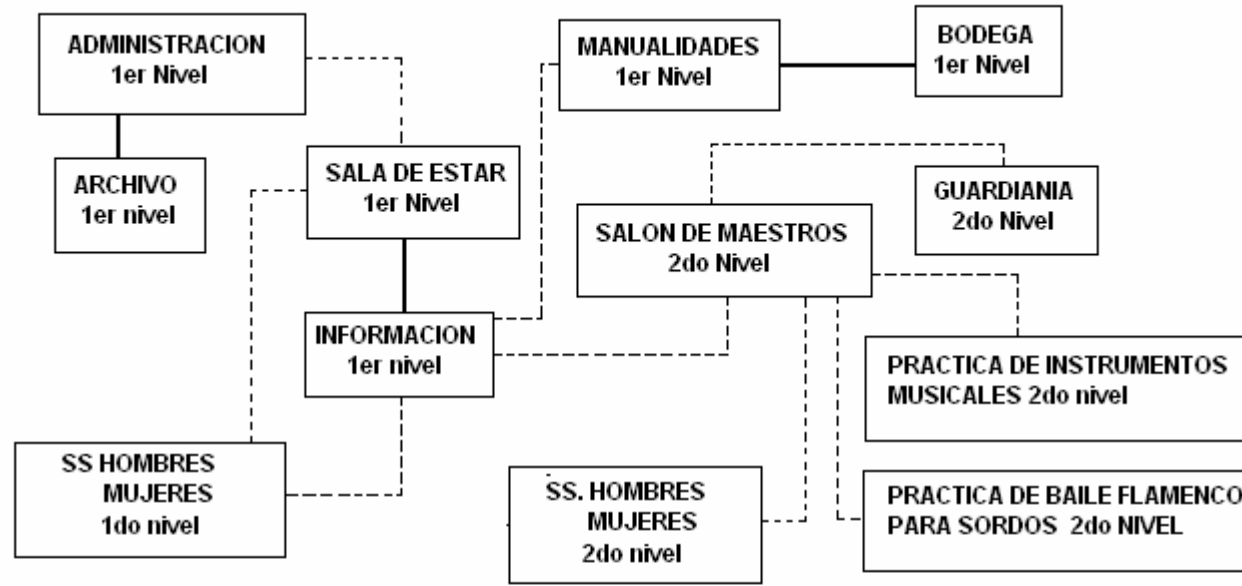 ADMINISTRACION
1er Nivel
MANUALIDADES
1er Nivel
BODEGA
1er Nivel
ARCHIVO
1er nivel
SALA DE ESTAR
1er Nivel
GUARDIANIA
2do Nivel
SALON DE MAESTROS
2do Nivel
INFORMACION
1er nivel
PRACTICA DE INSTRUMENTOS
MUSICALES 2do nivel
SS HOMBRES
MUJERES
1do nivel
SS. HOMBRES
MUJERES
2do nivel
PRACTICA DE BAILE FLAMENCO
PARA SORDOS 2do NIVEL